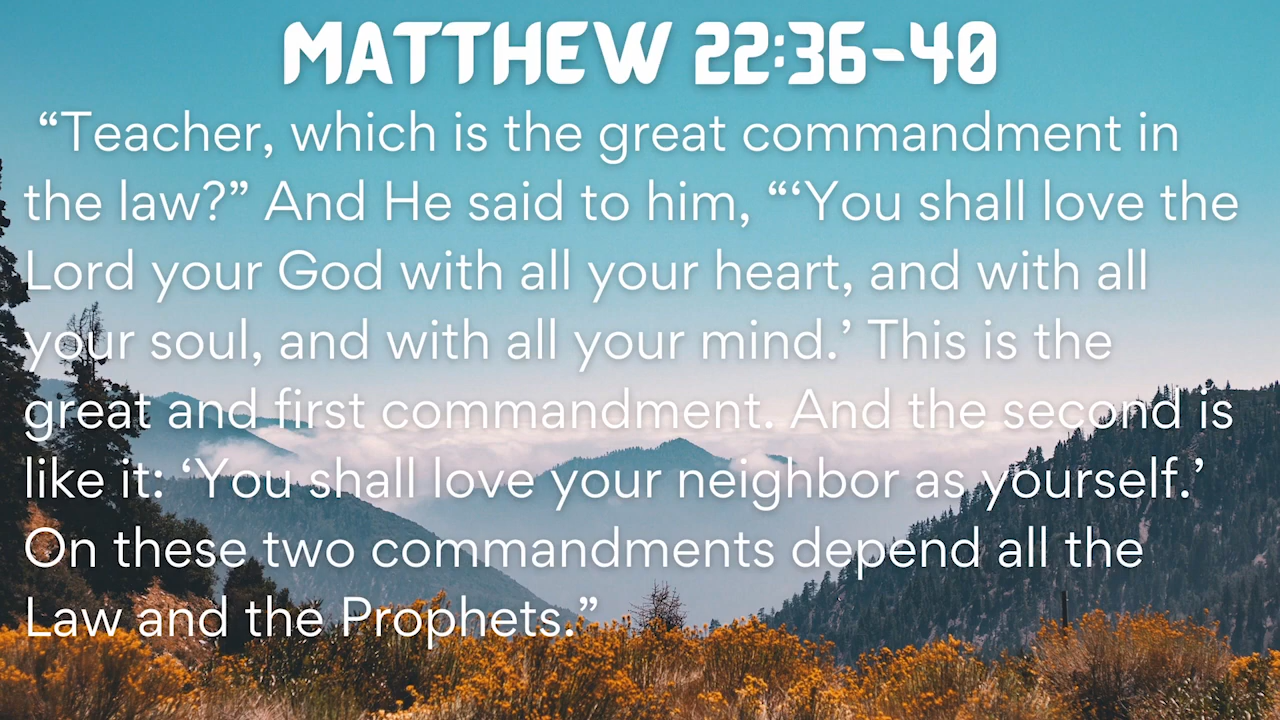 MATTHEW 22:36-40
“Teacher, which is the great commandment in
the law?” And He said to him, “‘You shall love the
Lord your God with all your heart, and with all
your soul, and with all your mind.’ This is the
great and first commandment. And the second is
like it: ‘You shall love your neighbor as yourself.’
On these two commandments depend all the
Law and the Prophets.”